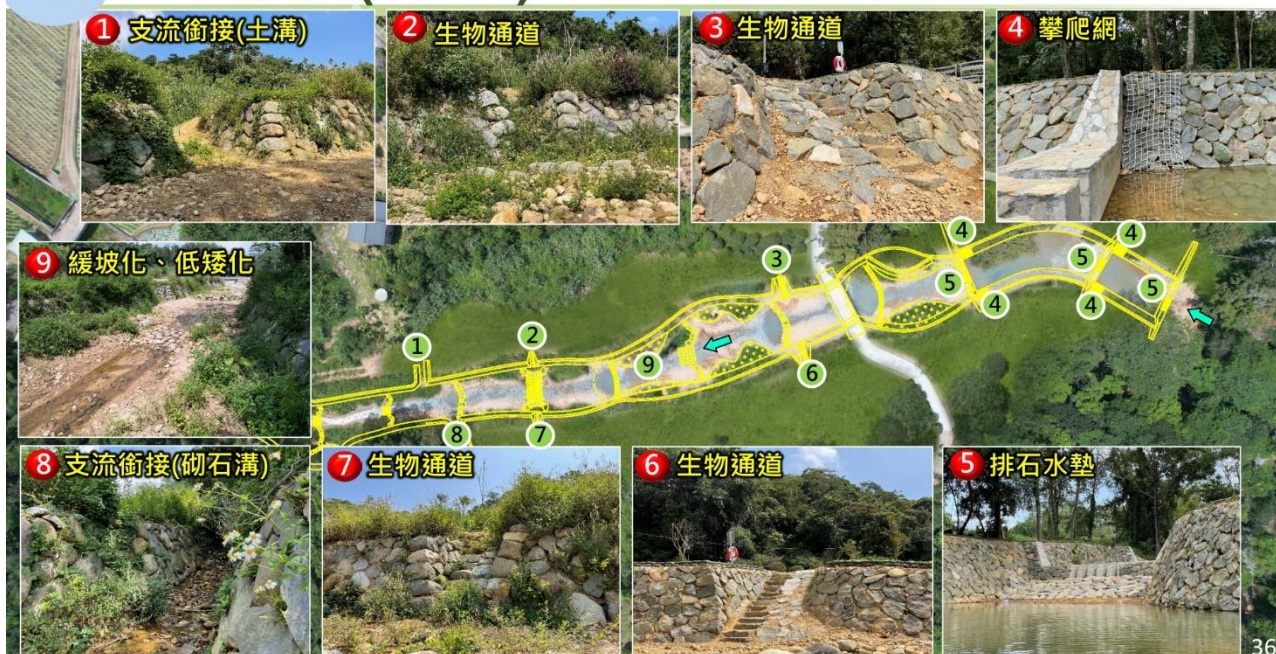 1 支流銜接(土溝)
2 生物通道
3 生物通道
4 攀爬網
9 緩坡化、低矮化
4
4
3
5
5
5
2
1
4
4
9
6
8
7
8 支流銜接(砌石溝)
7 生物通道
6 生物通道
5 排石水墊
36